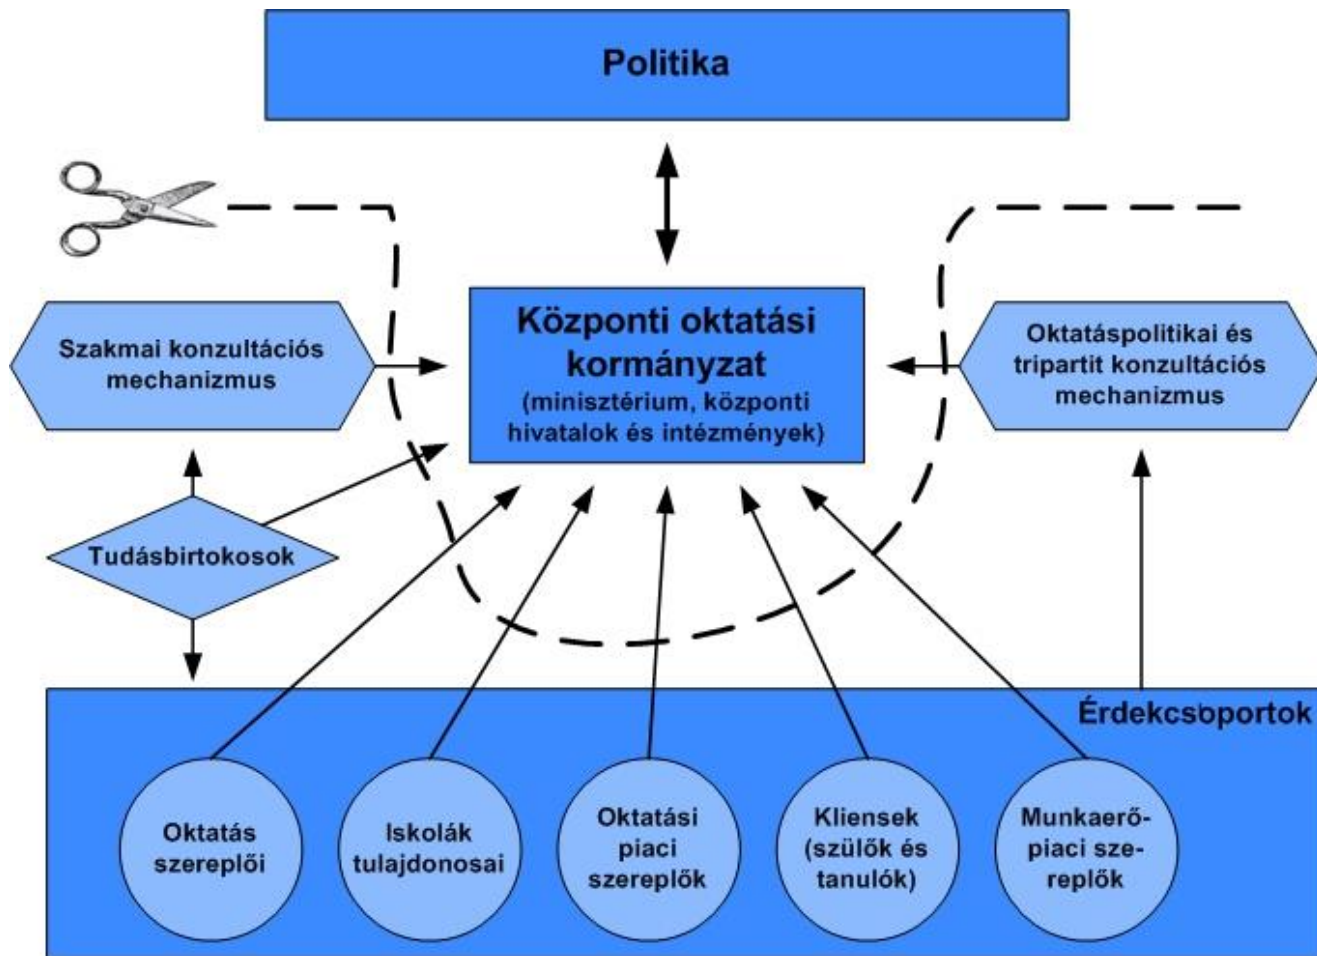 Politika
Központi oktatási
kormányzat
(minisztérium, központi
hivatalok és intézmények)
Szakmai konzultációs
mechanizmus
Oktatáspolitikai és
tripartit konzultációs
mechanizmus
Tudásbirtokosok
Érdekcsoportok
Oktatás
szereplői
Iskolák
tulajdonosai
Oktatási
piaci
szereplők
Kliensek
(szülők és
tanulók)
Munkaerő-
piaci sze-
replők